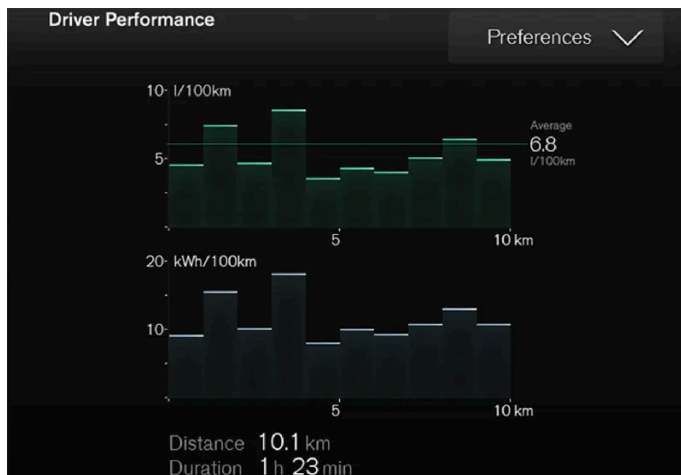 Driver Performance
Preferences
10 l/100km
Average
6.8
l/100km
5
5
10 km
20 kWh/100km
10
5
10 km
Distance 10.1 km
Duration 1 h 23 min